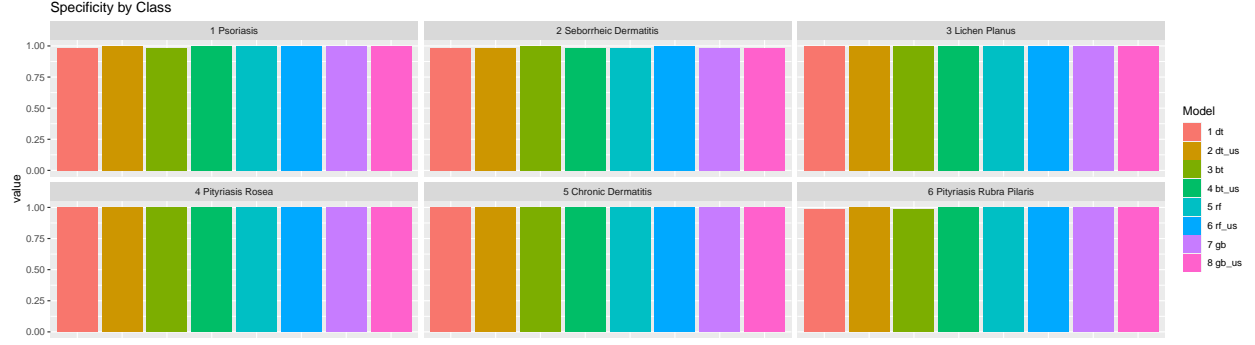 Specificity by Class
1 Psoriasis
2 Seborrheic Dermatitis
3 Lichen Planus
1.00
0.75
0.50
0.25
0.00
4 Pityriasis Rosea
5 Chronic Dermatitis
6 Pityriasis Rubra Pilaris
1.00
0.75
0.50
0.25
0.00
value
Model
1 dt
2 dt_us
3 bt
4 bt_us
5 rf
6 rf_us
7 gb
8 gb_us